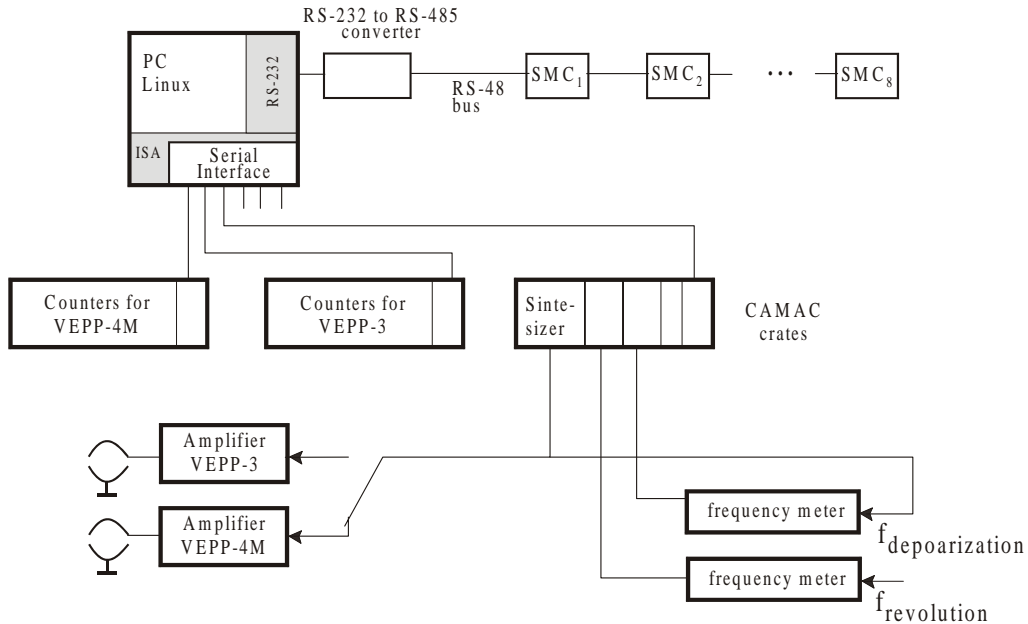 RS-232 to RS-485
converter
PC
Linux
RS-232
RS-48
bus
SMC1
SMC2
...
SMC8
ISA
Serial
Interface
Counters for
VEPP-4M
Counters for
VEPP-3
Sinte-
sizer
CAMAC
crates
Amplifier
VEPP-3
Amplifier
VEPP-4M
frequency meter
fdepoarization
frequency meter
frevolution